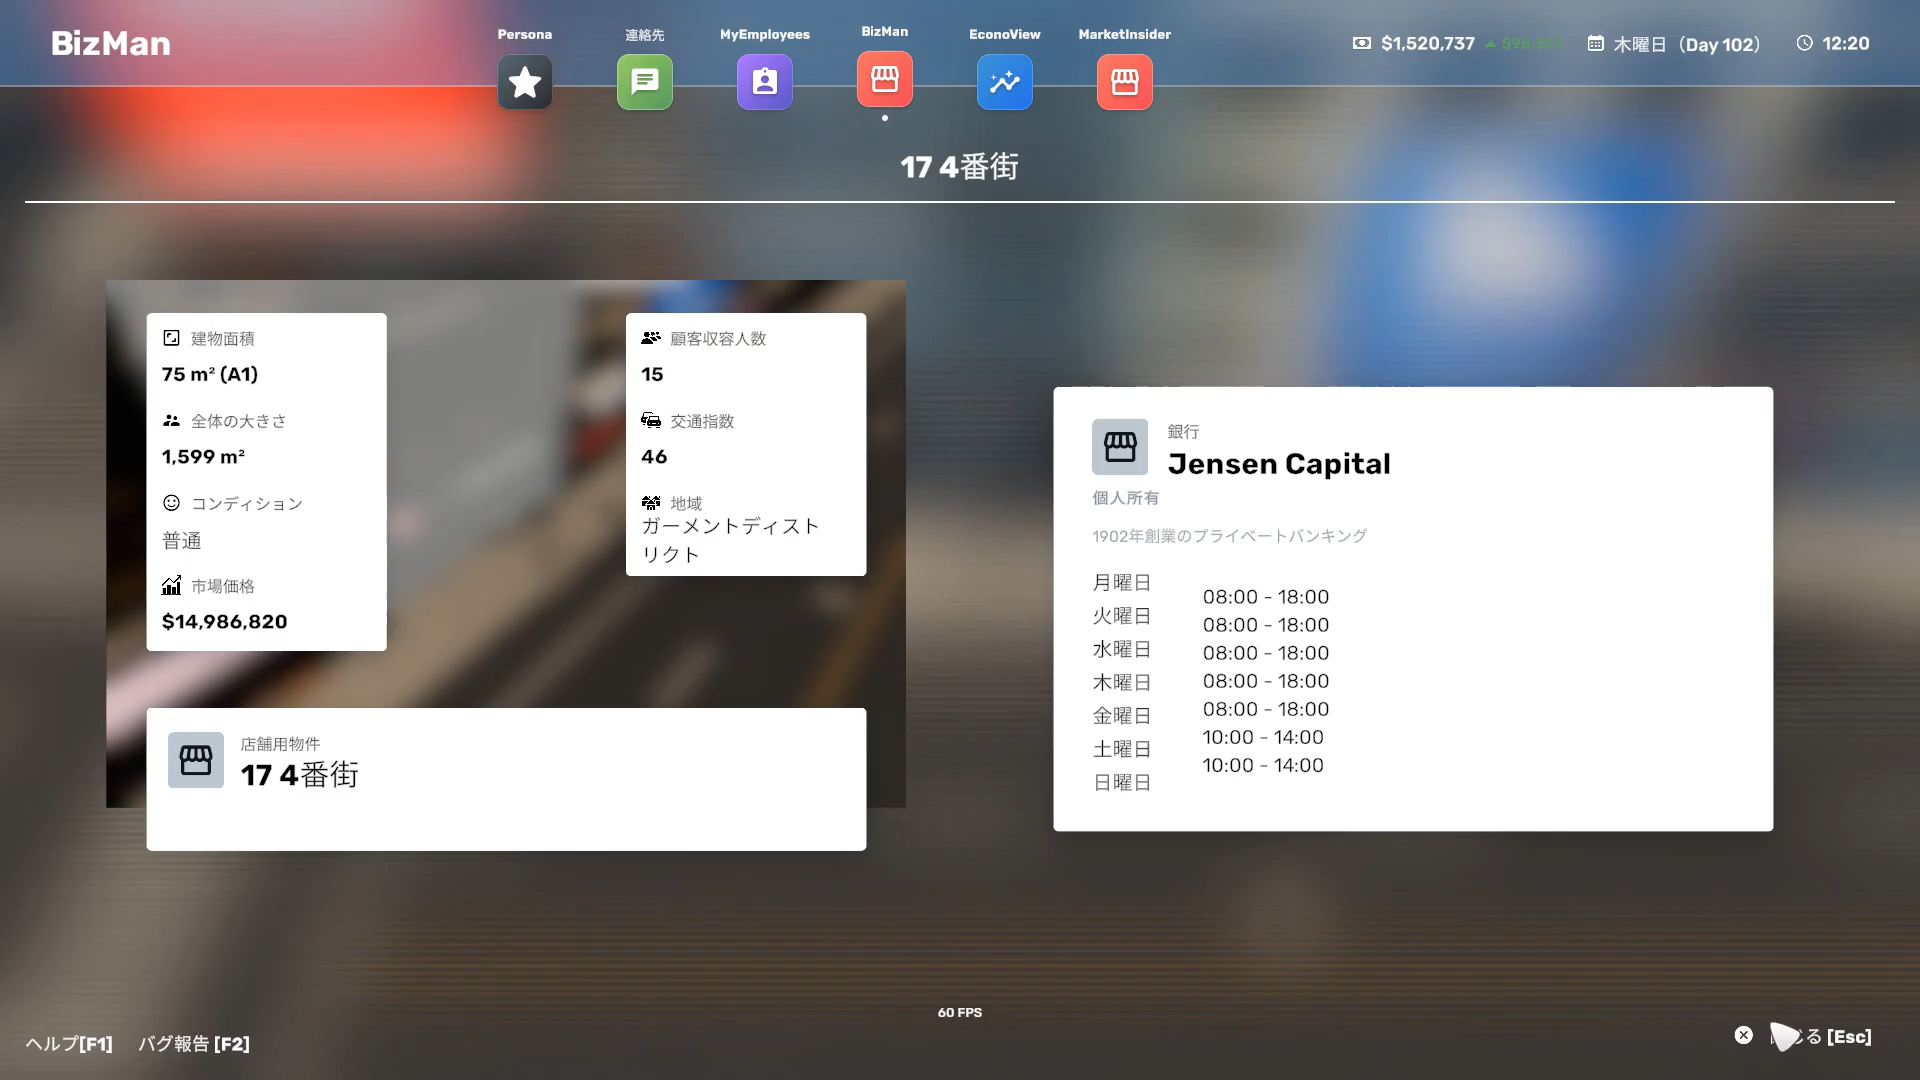 BizMan
Persona
連絡先
MyEmployees
BizMan
EconoView
MarketInsider
$1,520,737
木曜日（Day 102）
12:20
17 4番街
建物面積
75 m² (A1)
全体の大きさ
1,599 m²
コンディション
普通
市場価格
$14,986,820
顧客収容人数
15
交通指数
46
地域
ガーメントディスト
リクト
店舗用物件
17 4番街
銀行
Jensen Capital
個人所有
1902年創業のプライベートバンキング
月曜日
火曜日
水曜日
木曜日
金曜日
土曜日
日曜日
08:00 - 18:00
08:00 - 18:00
08:00 - 18:00
08:00 - 18:00
08:00 - 18:00
10:00 - 14:00
10:00 - 14:00
60 FPS
ヘルプ[F1]
バグ報告 [F2]
[Esc]